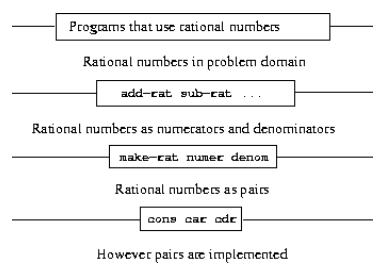 Programs that use rational numbers
Rational numbers in problem domain
add-rat sub-rat ...
Rational numbers as numerators and denominators
make-rat numer denom
Rational numbers as pairs
cons car cdr
However pairs are implemented